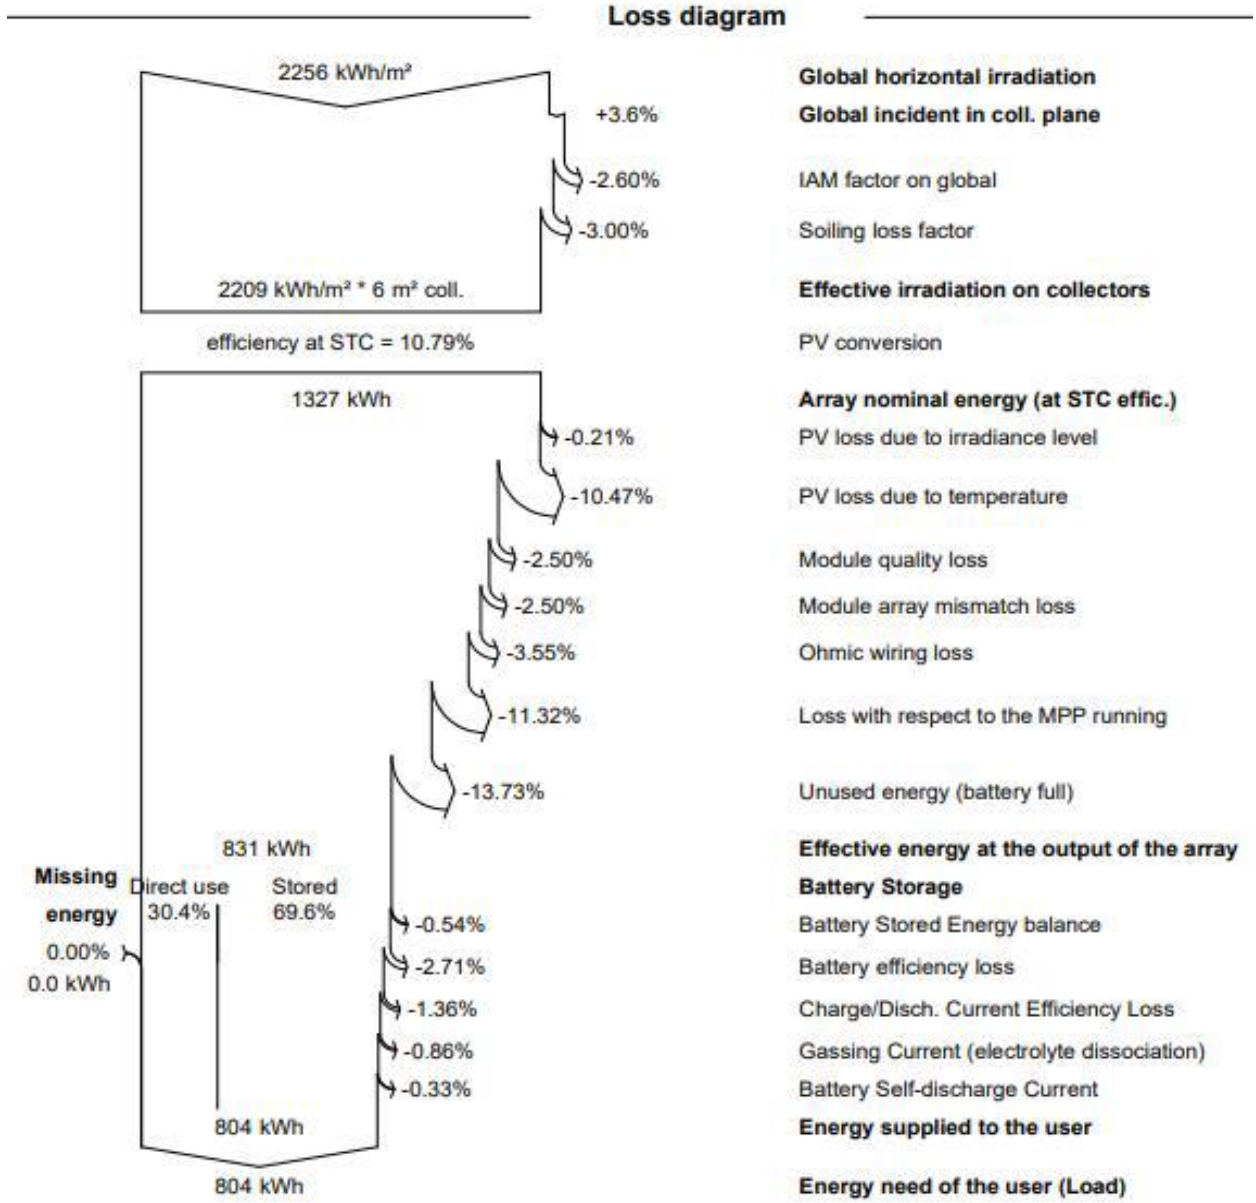 Loss diagram
2256 kWh/m² Global horizontal irradiation
+3.6% Global incident in coll. plane
-2.60% IAM factor on global
-3.00% Soiling loss factor
2209 kWh/m² * 6 m² coll. Effective irradiation on collectors
efficiency at STC = 10.79% PV conversion
1327 kWh Array nominal energy (at STC effic.)
-0.21% PV loss due to irradiance level
-10.47% PV loss due to temperature
-2.50% Module quality loss
-2.50% Module array mismatch loss
-3.55% Ohmic wiring loss
-11.32% Loss with respect to the MPP running
-13.73% Unused energy (battery full)
831 kWh Effective energy at the output of the array
Missing Direct use Stored Battery Storage
energy 30.4% 69.6% -0.54% Battery Stored Energy balance
0.00% -2.71% Battery efficiency loss
0.0 kWh -1.36% Charge/Disch. Current Efficiency Loss
-0.86% Gassing Current (electrolyte dissociation)
-0.33% Battery Self-discharge Current
804 kWh Energy supplied to the user
804 kWh Energy need of the user (Load)